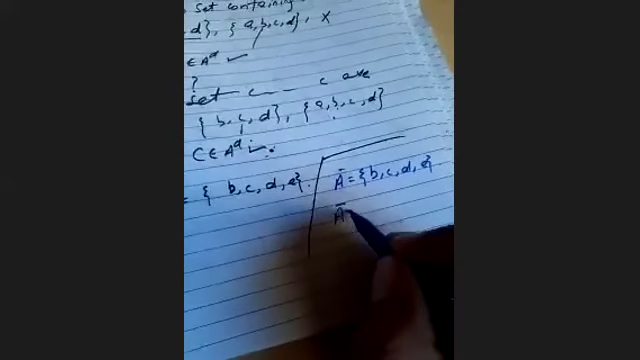 set containing
d}, {a,b,c,d}, X
∈ A^d ✓
?
set c are
{b,c,d}, {a,b,c,d}
C ∈ A^d ✓.
= { b,c,d,e}.
Ā = {b,c,d,e}
Ā